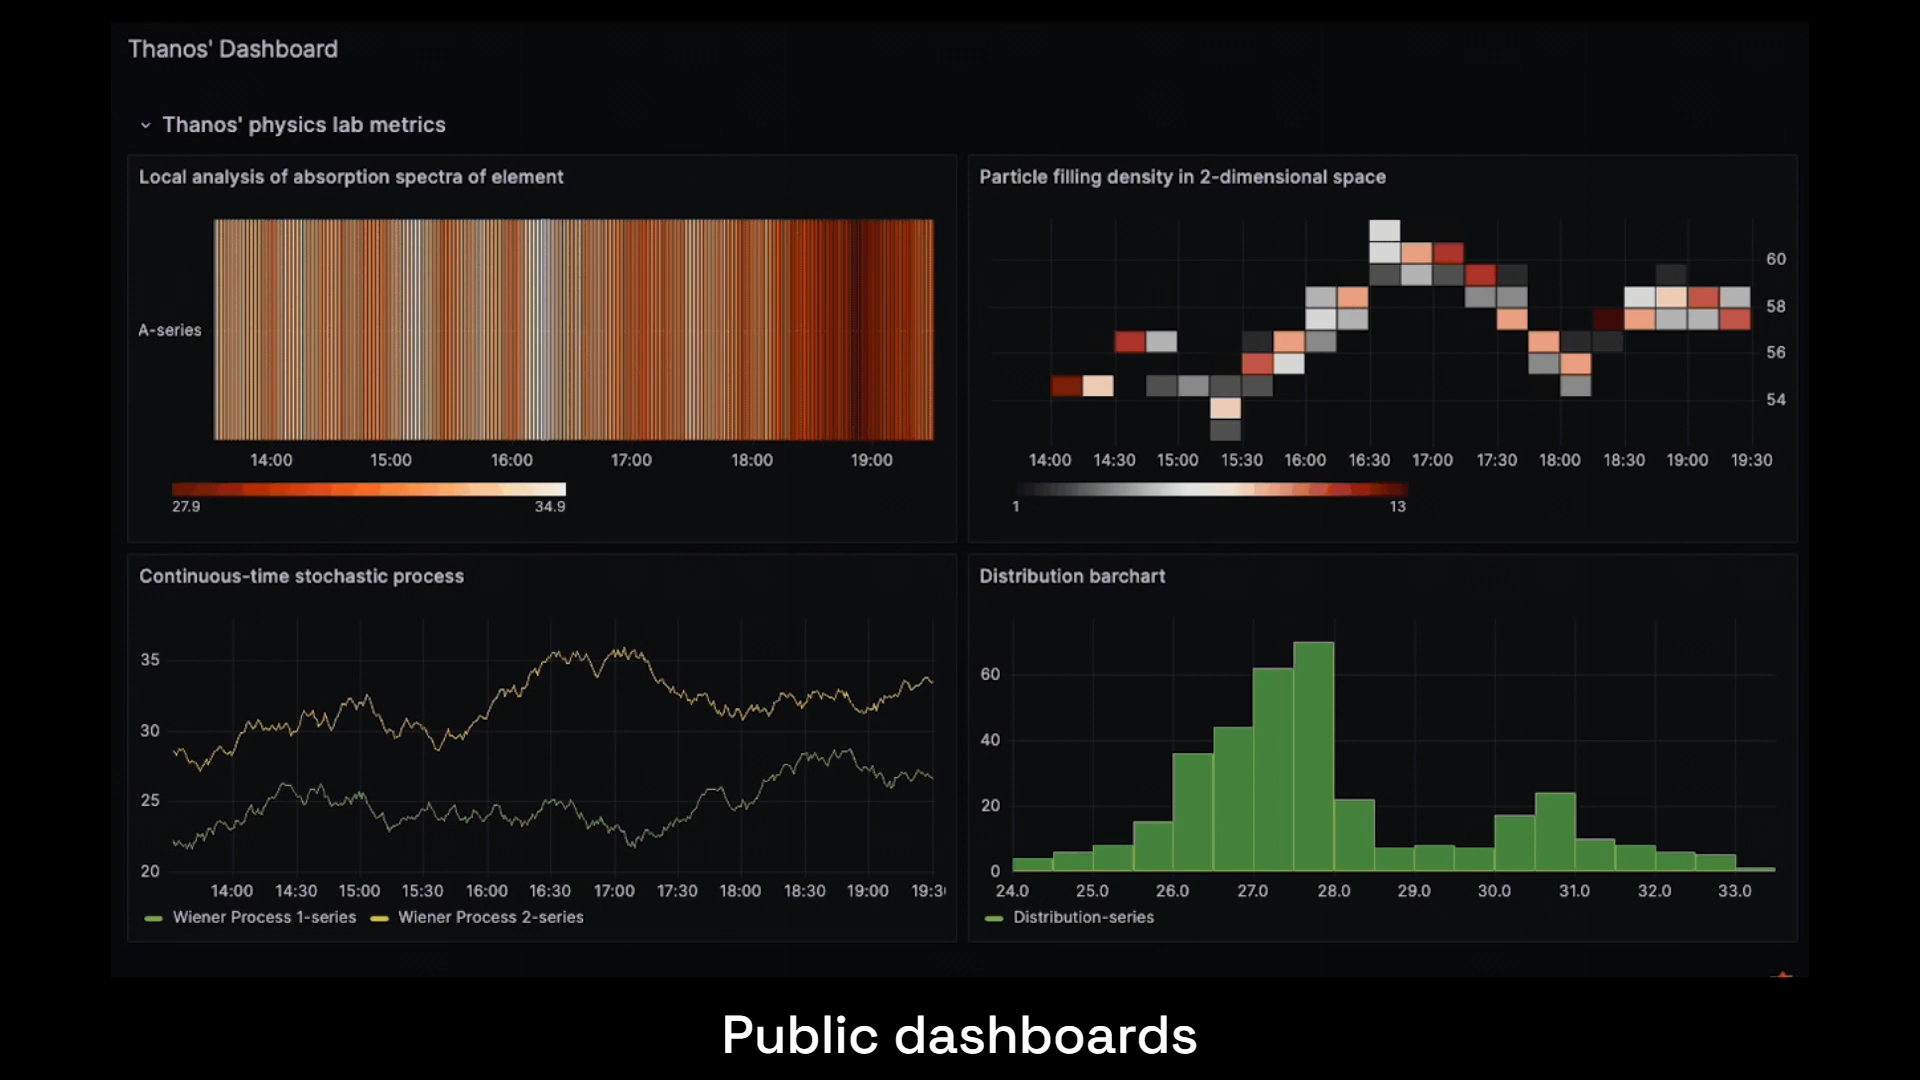 Thanos' Dashboard
Thanos' physics lab metrics
Local analysis of absorption spectra of element
A-series
14:00 15:00 16:00 17:00 18:00 19:00
27.9 34.9
Particle filling density in 2-dimensional space
60
58
56
54
14:00 14:30 15:00 15:30 16:00 16:30 17:00 17:30 18:00 18:30 19:00 19:30
1 13
Continuous-time stochastic process
35
30
25
20
14:00 14:30 15:00 15:30 16:00 16:30 17:00 17:30 18:00 18:30 19:00 19:3
Wiener Process 1-series Wiener Process 2-series
Distribution barchart
60
40
20
0
24.0 25.0 26.0 27.0 28.0 29.0 30.0 31.0 32.0 33.0
Distribution-series
Public dashboards